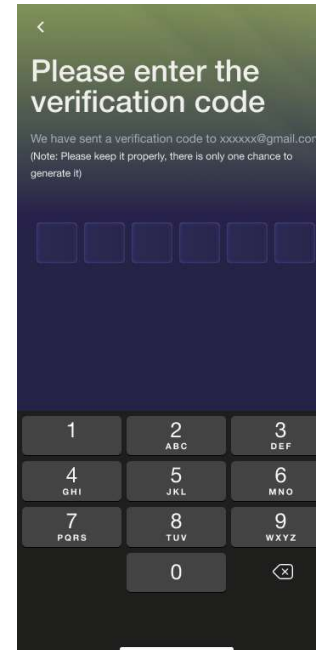 Please enter the
verification code
We have sent a verification code to xxxxxx@gmail.com
(Note: Please keep it properly, there is only one chance to
generate it)
1
2
ABC
3
DEF
4
GHI
5
JKL
6
MNO
7
PQRS
8
TUV
9
WXYZ
0